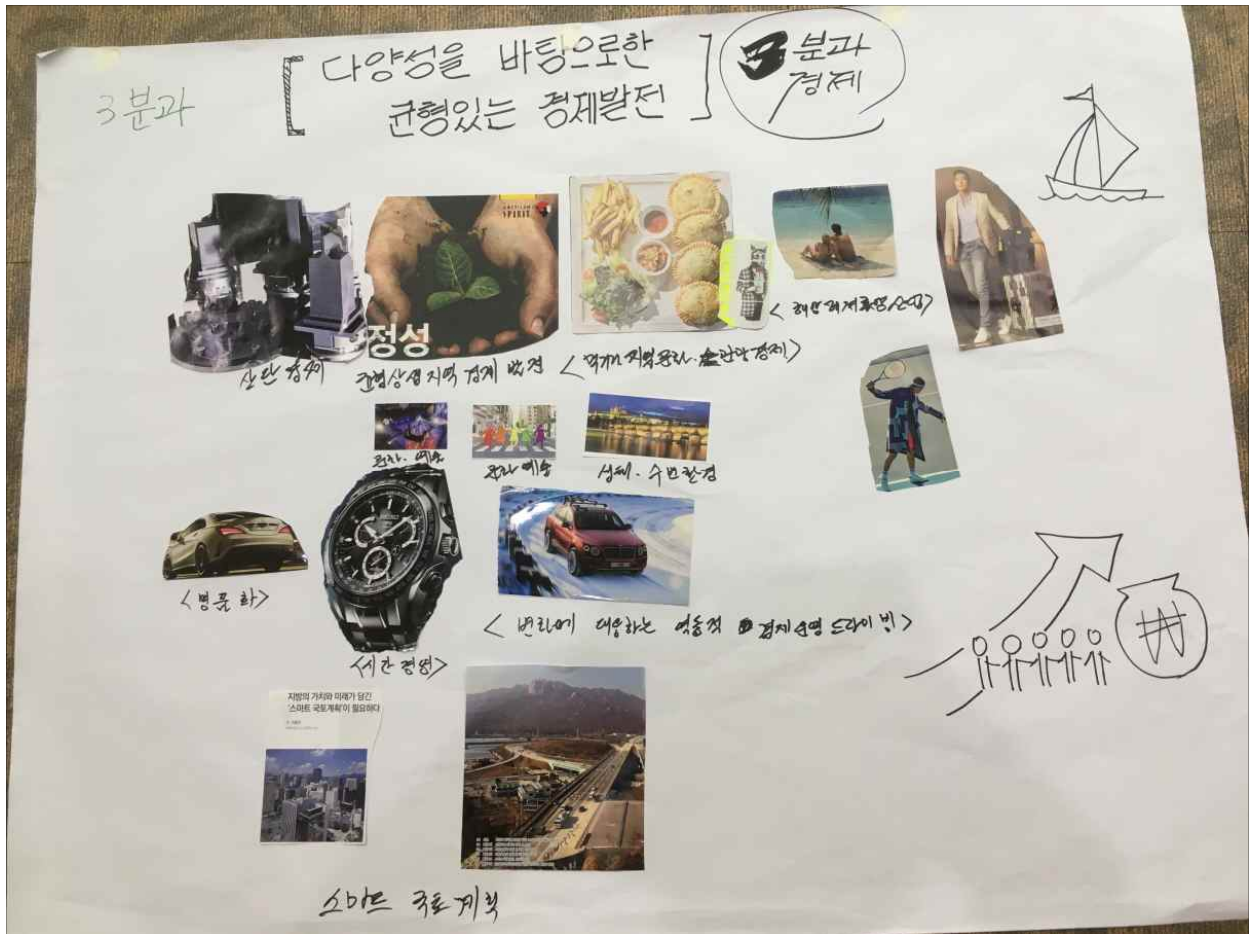 3분과
[ 다양성을 바탕으로한
균형있는 경제발전 ]
3분과
경제
SPIRIT
정성
산단 경제
균형상생지역 경제 발전
<먹거리 지역문화. 관광경제>
<해안 레저휴양산업>
문화. 예술
문화예술
생태. 수변환경
<명품화>
<시간경영>
<변화에 대응하는 역동적 경제운영 드라이빙>
₩
지방의 가치와 미래가 담긴
'스마트 국토계획'이 필요하다
스마트 국토계획